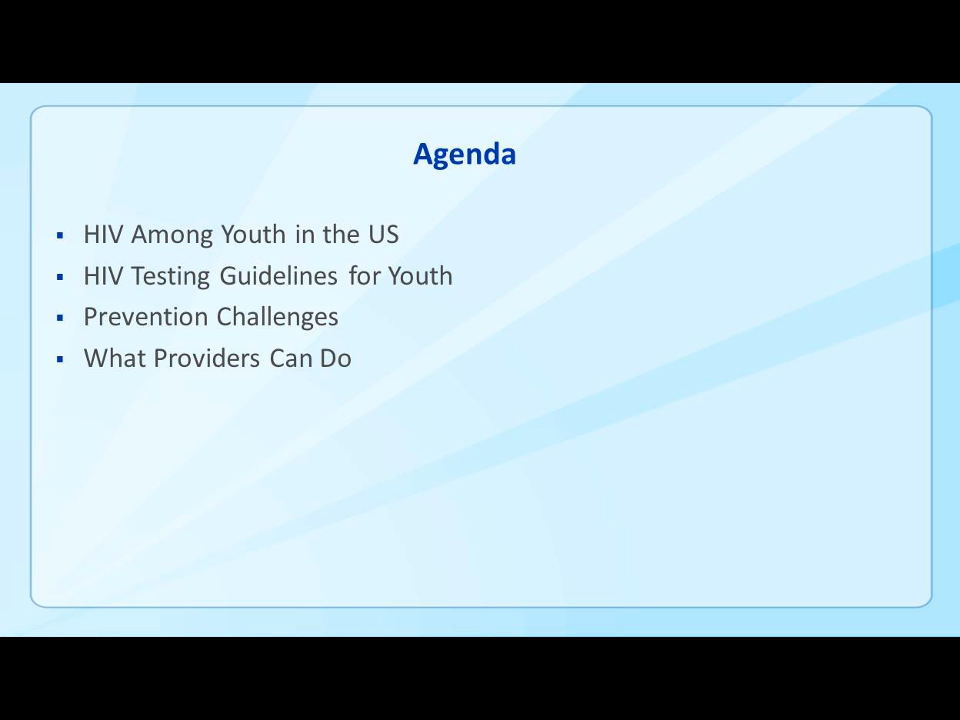 Agenda
▪ HIV Among Youth in the US
▪ HIV Testing Guidelines for Youth
▪ Prevention Challenges
▪ What Providers Can Do